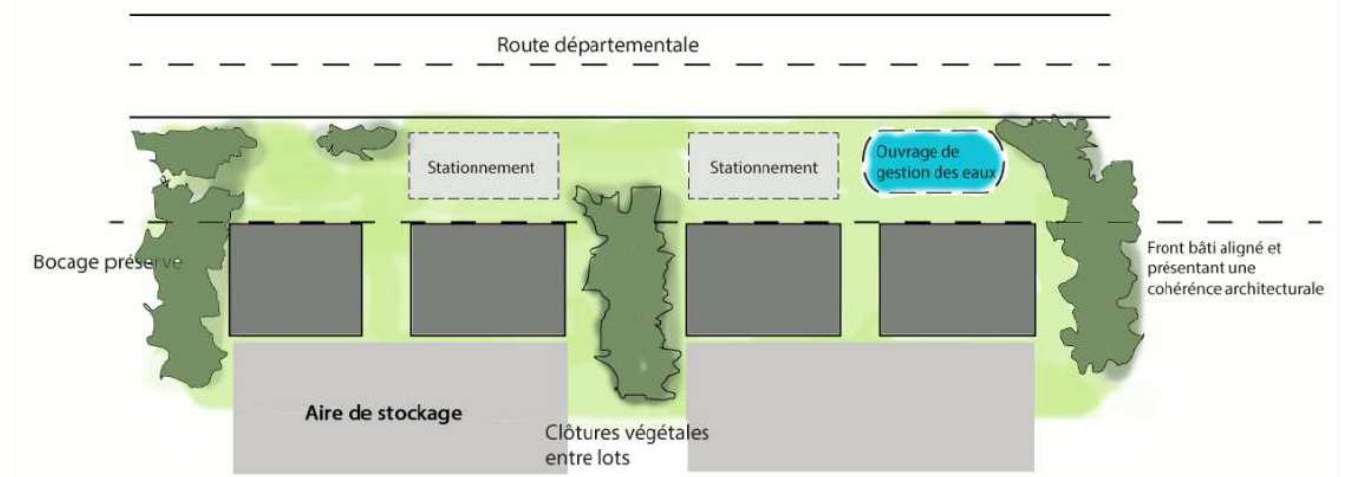 Route départementale
Stationnement
Stationnement
Ouvrage de
gestion des eaux
Bocage préservé
Front bâti aligné et
présentant une
cohérénce architecturale
Aire de stockage
Clôtures végétales
entre lots